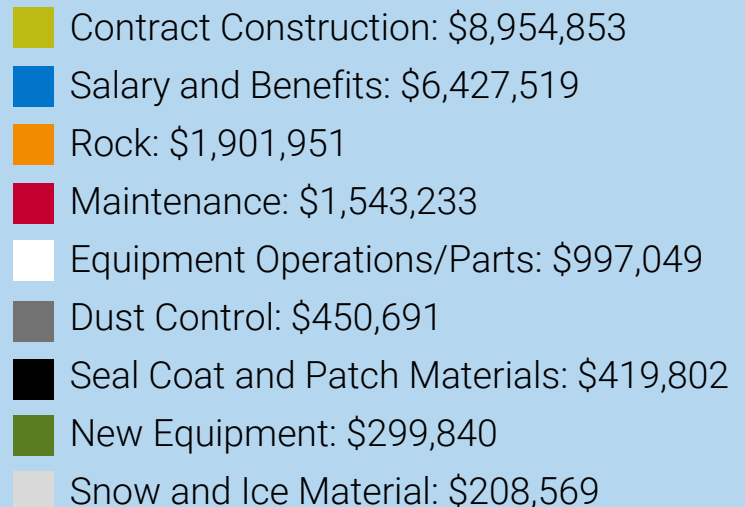 Contract Construction: $8,954,853
Salary and Benefits: $6,427,519
Rock: $1,901,951
Maintenance: $1,543,233
Equipment Operations/Parts: $997,049
Dust Control: $450,691
Seal Coat and Patch Materials: $419,802
New Equipment: $299,840
Snow and Ice Material: $208,569